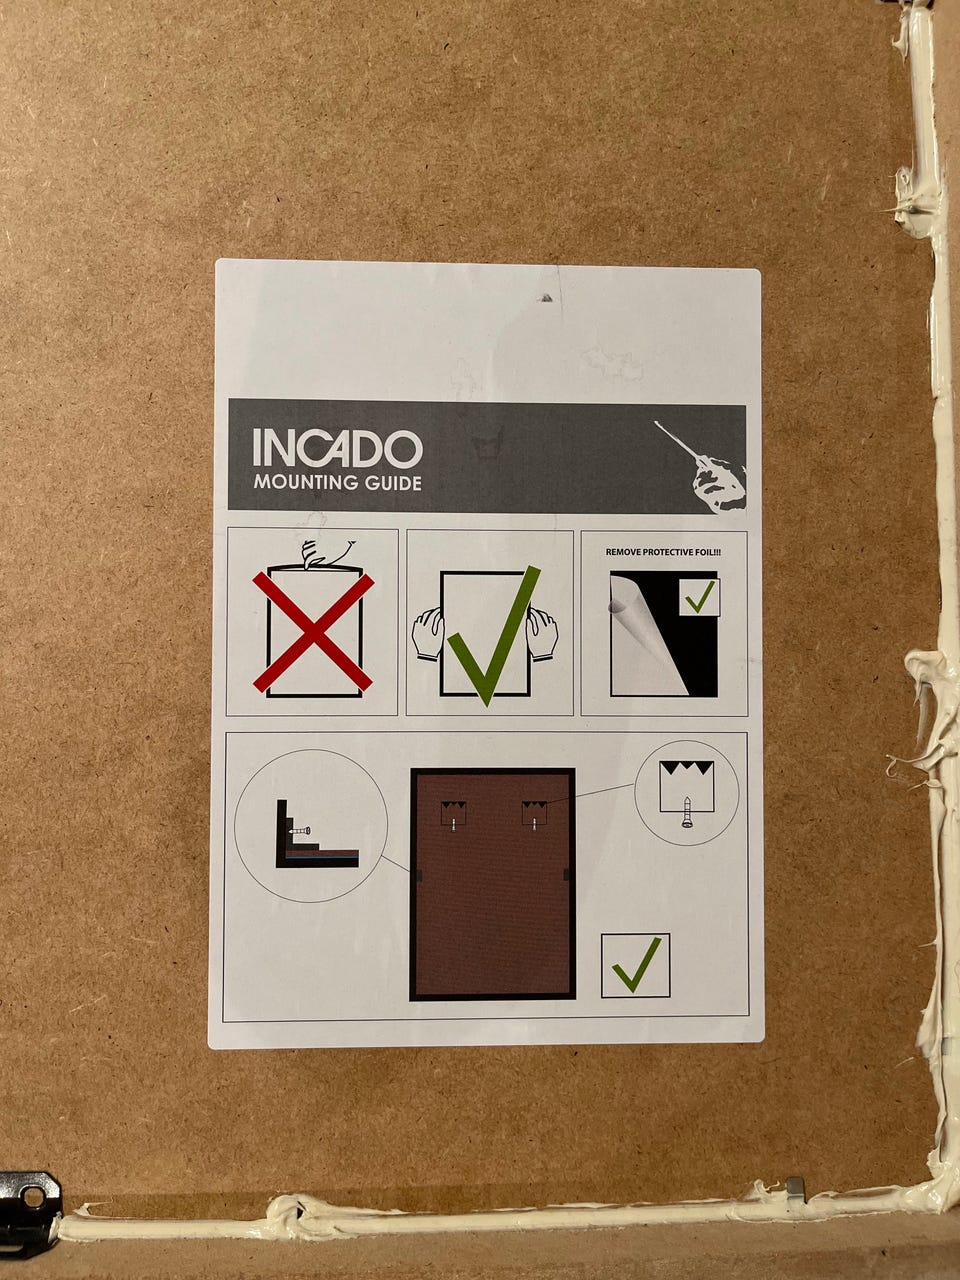 INCADO
MOUNTING GUIDE
REMOVE PROTECTIVE FOIL!!!